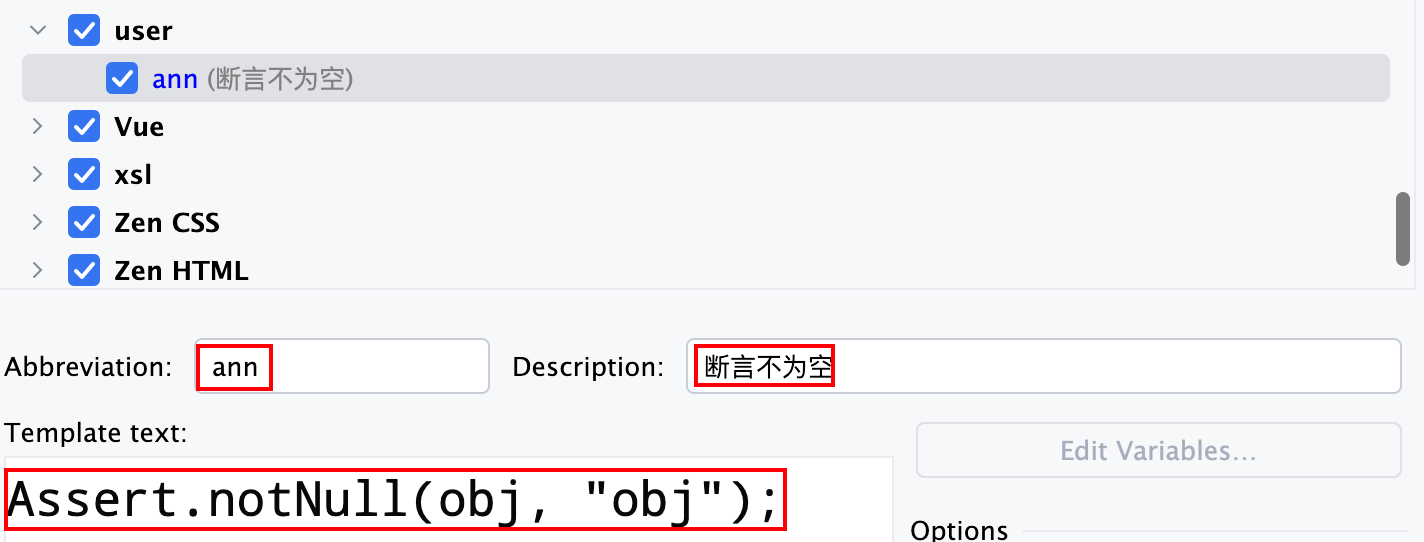 user
ann (断言不为空)
Vue
xsl
Zen CSS
Zen HTML
Abbreviation: ann Description: 断言不为空
Template text:
Edit Variables...
Assert.notNull(obj, "obj");
Options